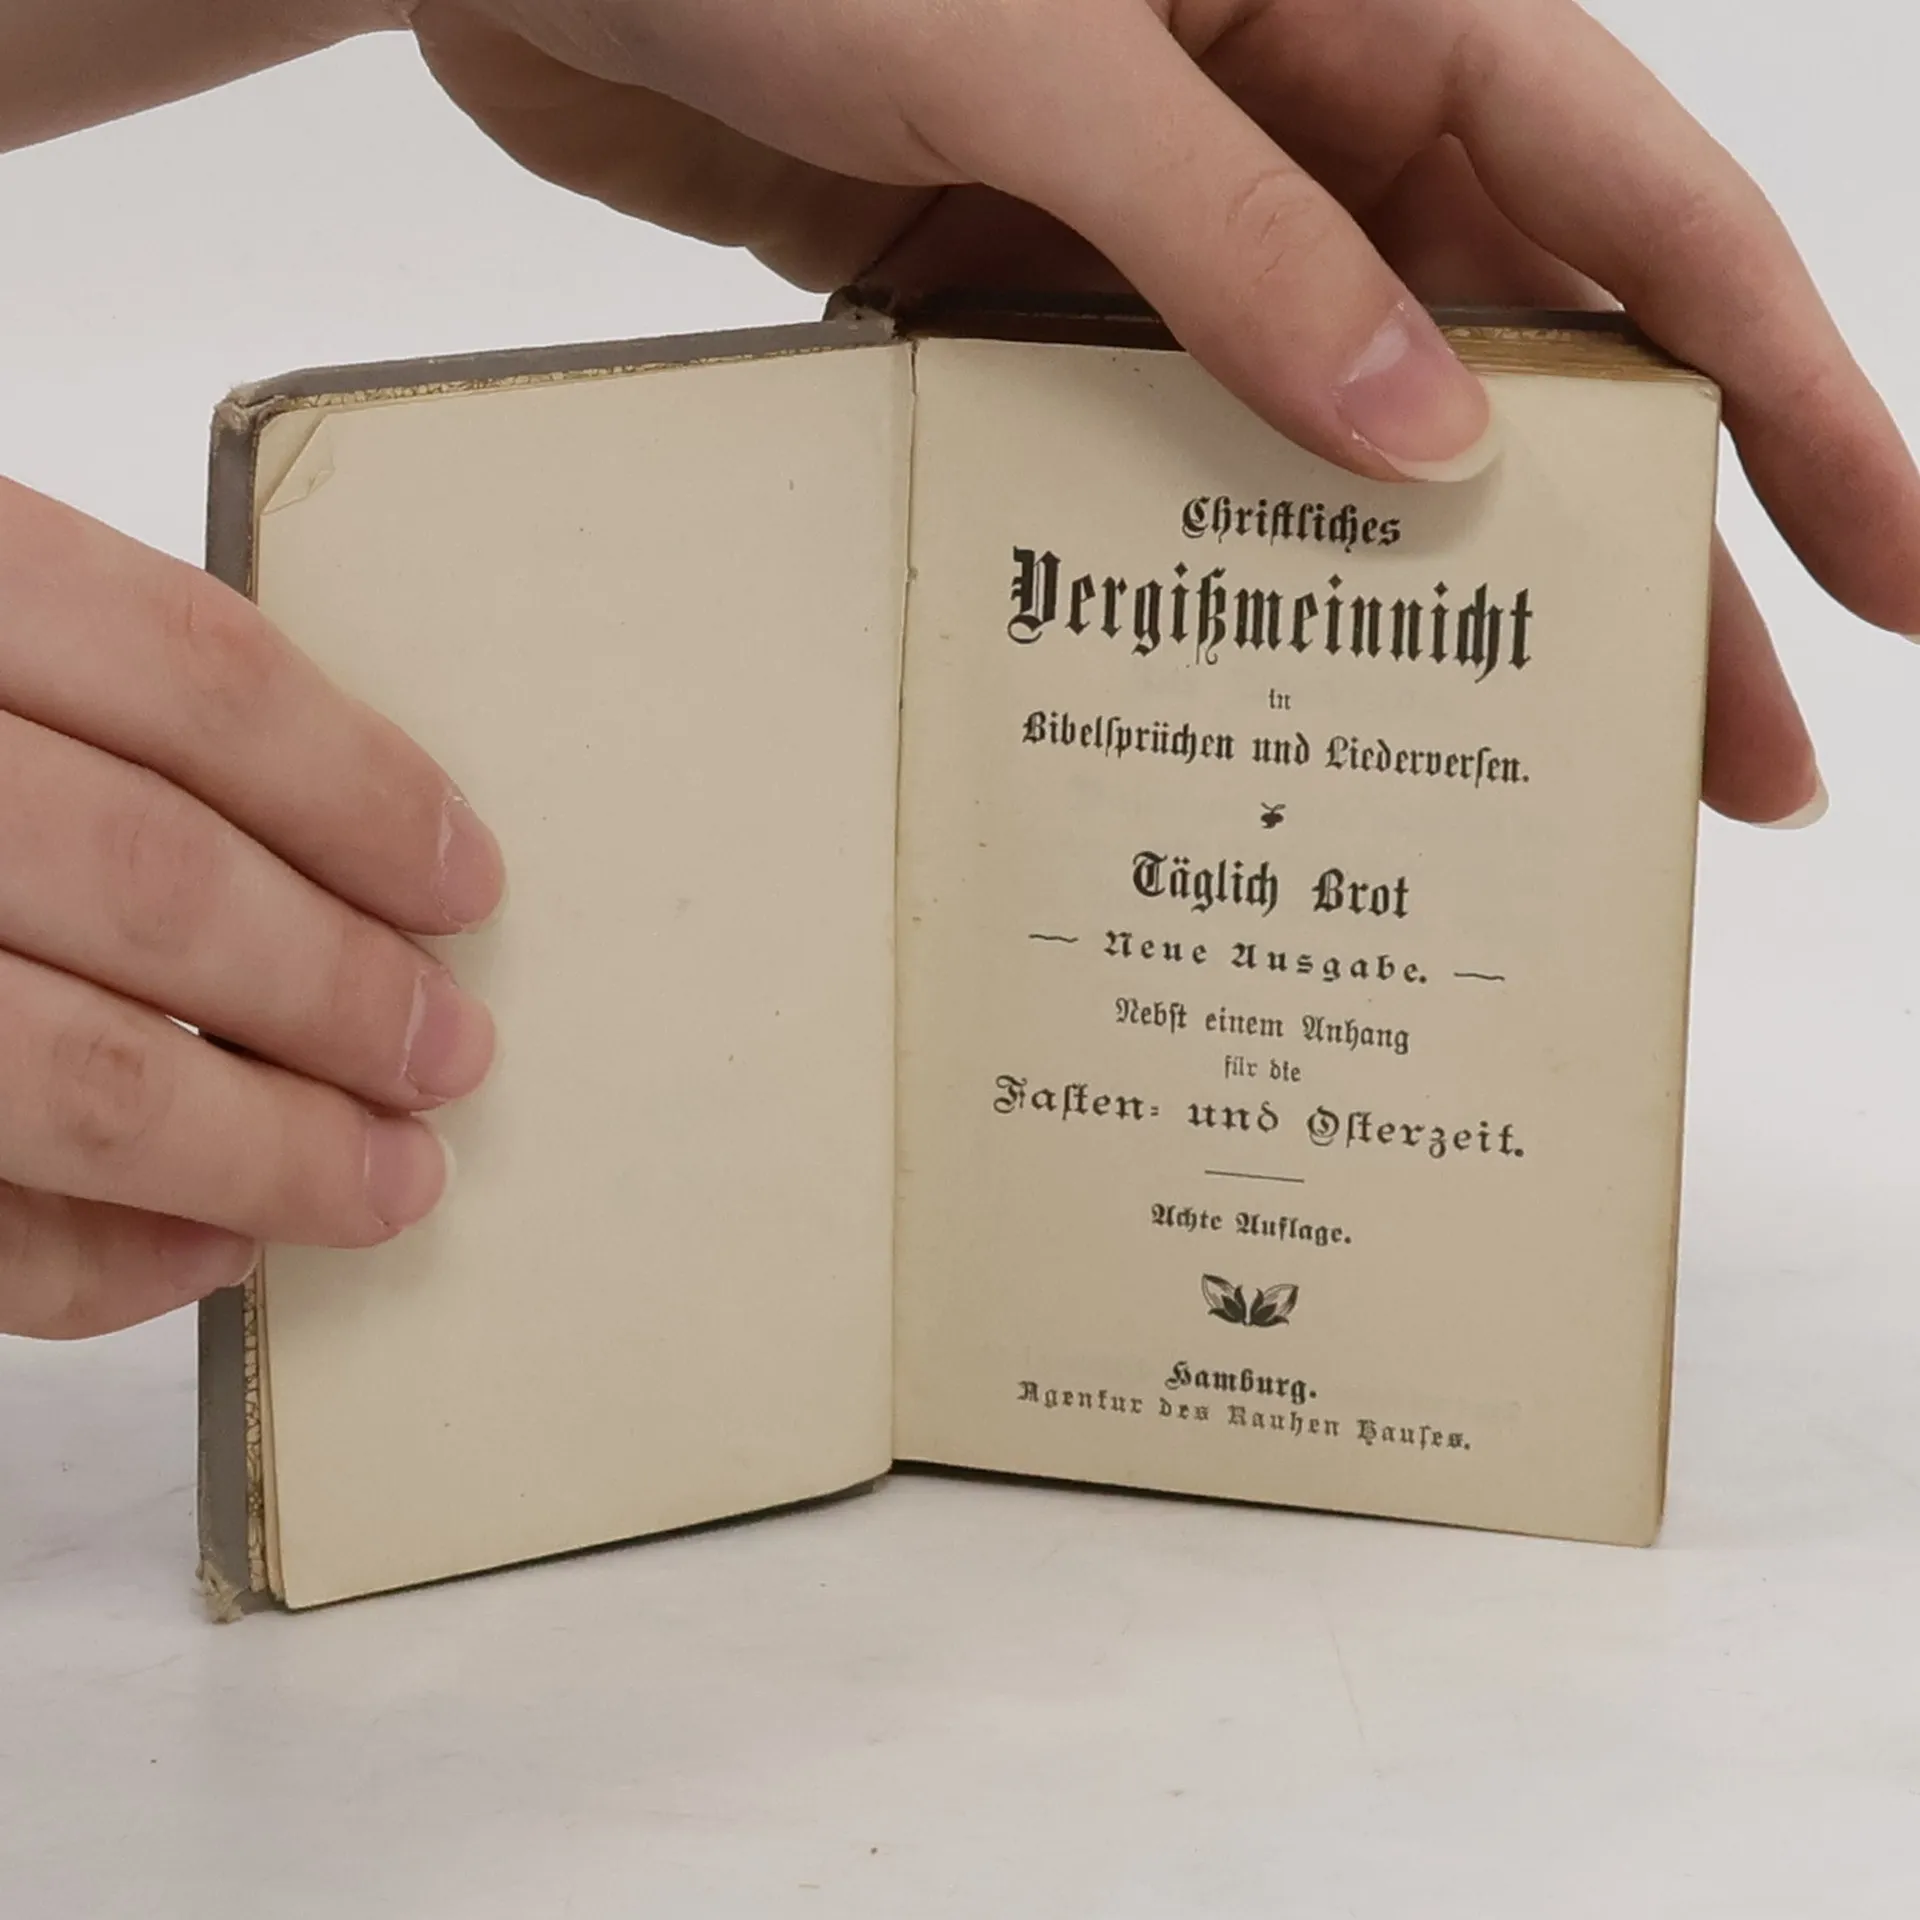 Christliches
Vergißmeinnicht
in
Bibelsprüchen und Liederversen.
Täglich Brot
— Neue Ausgabe. —
Nebst einem Anhang
für die
Fasten- und Osterzeit.
Achte Auflage.
Hamburg.
Agentur des Rauhen Hauses.